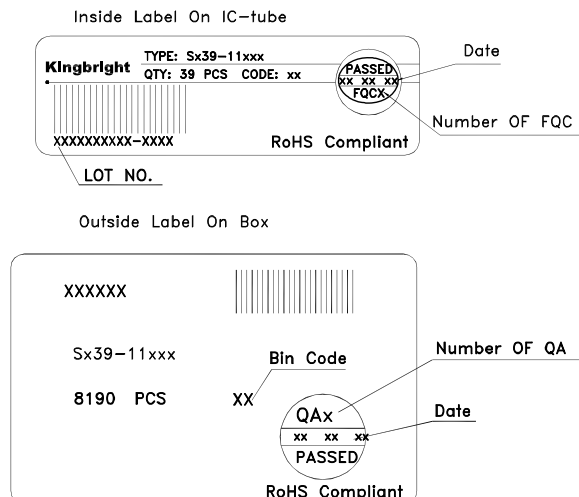 Inside Label On IC-tube
Kingbright
TYPE: Sx39-11xxx
QTY: 39 PCS CODE: xx
PASSED
xx xx xx
FQCX
Date
Number OF FQC
XXXXXXXXXX-XXXX
RoHS Compliant
LOT NO.
Outside Label On Box
XXXXXX
Sx39-11xxx
Bin Code
Number OF QA
8190 PCS
XX
QAx
Date
xx xx xx
PASSED
RoHS Compliant